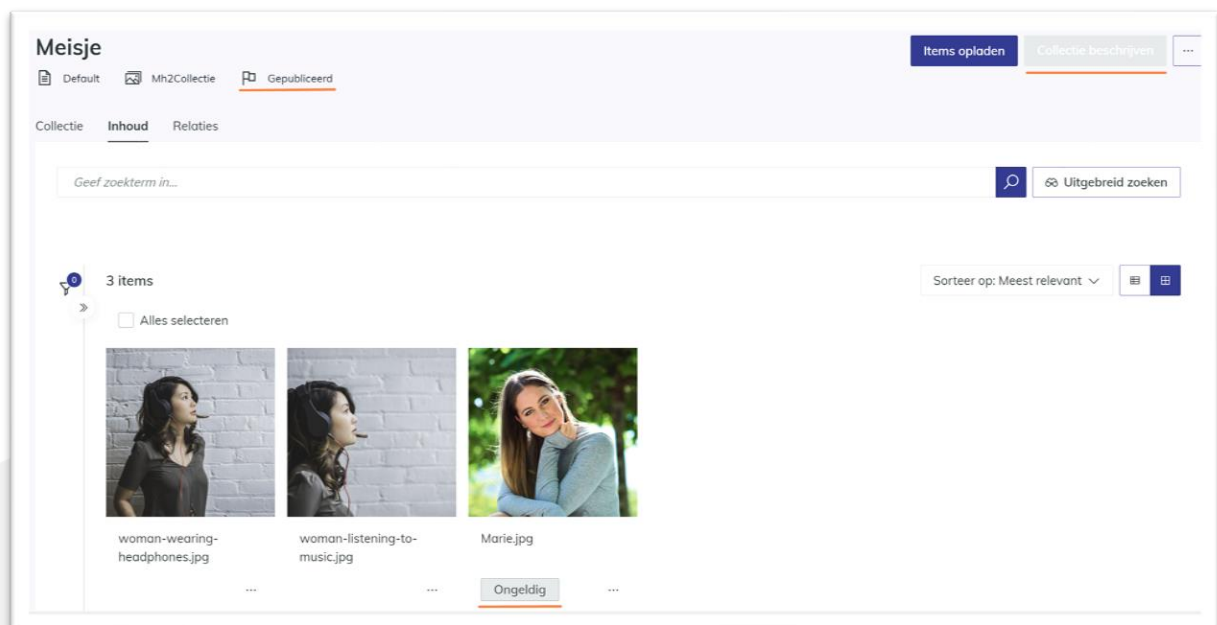 Meisje
Items opladen
Collectie beschrijven
...
Default
Mh2Collectie
Gepubliceerd
Collectie
Inhoud
Relaties
Geef zoekterm in...
Uitgebreid zoeken
0
3 items
Sorteer op: Meest relevant
Alles selecteren
woman-wearing-
headphones.jpg
woman-listening-to-
music.jpg
Marie.jpg
...
...
Ongeldig
...